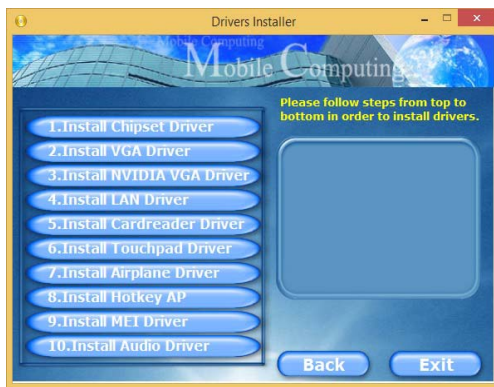 Drivers Installer
Mobile Computing
Mobile Computing
Please follow steps from top to
bottom in order to install drivers.
1.Install Chipset Driver
2.Install VGA Driver
3.Install NVIDIA VGA Driver
4.Install LAN Driver
5.Install Cardreader Driver
6.Install Touchpad Driver
7.Install Airplane Driver
8.Install Hotkey AP
9.Install MEI Driver
10.Install Audio Driver
Back
Exit